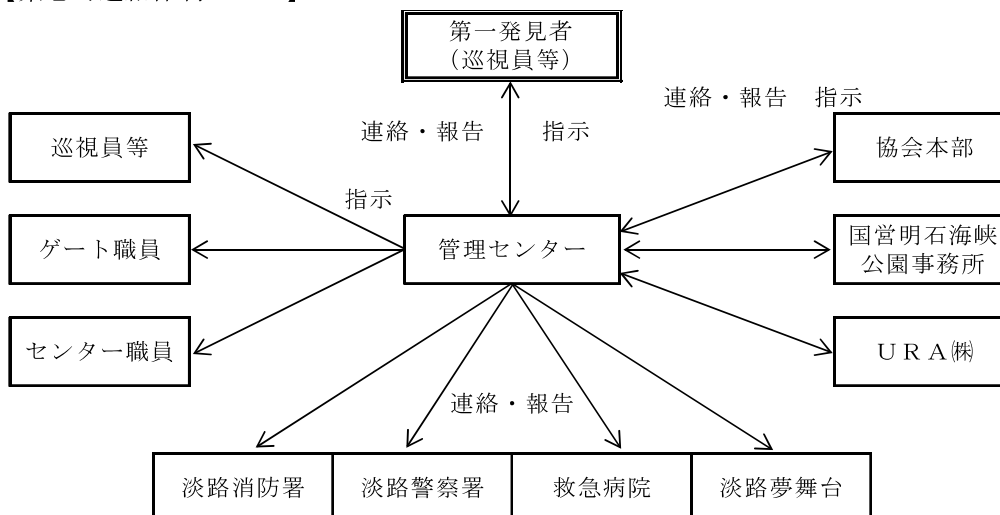 第一発見者
（巡視員等）
連絡・報告　指示
連絡・報告　指示
巡視員等
協会本部
指示
ゲート職員
管理センター
国営明石海峡
公園事務所
センター職員
ＵＲＡ㈱
連絡・報告
淡路消防署
淡路警察署
救急病院
淡路夢舞台